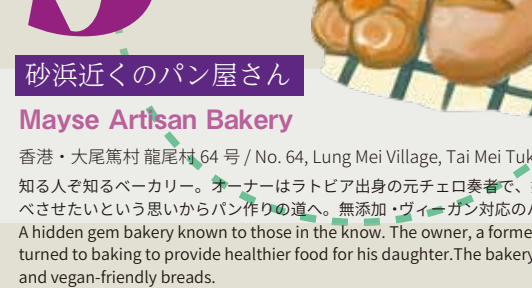 砂浜近くのパン屋さん
Mayse Artisan Bakery
香港・大尾篤村 龍尾村 64 号 / No. 64, Lung Mei Village, Tai Mei Tuk
知る人ぞ知るベーカリー。オーナーはラトビア出身の元チェロ奏者で、
べさせたいという思いからパン作りの道へ。無添加・ヴィーガン対応の
A hidden gem bakery known to those in the know. The owner, a forme
turned to baking to provide healthier food for his daughter.The bakery
and vegan-friendly breads.